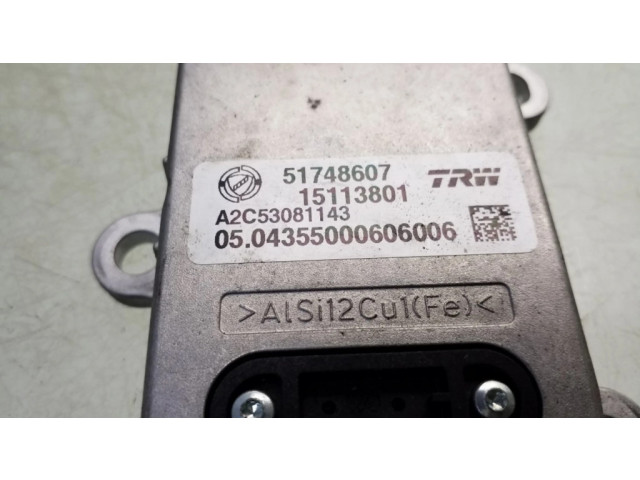 51748607
TRW
15113801
A2C53081143
05.04355000606006
>AlSi12Cu1(Fe)<